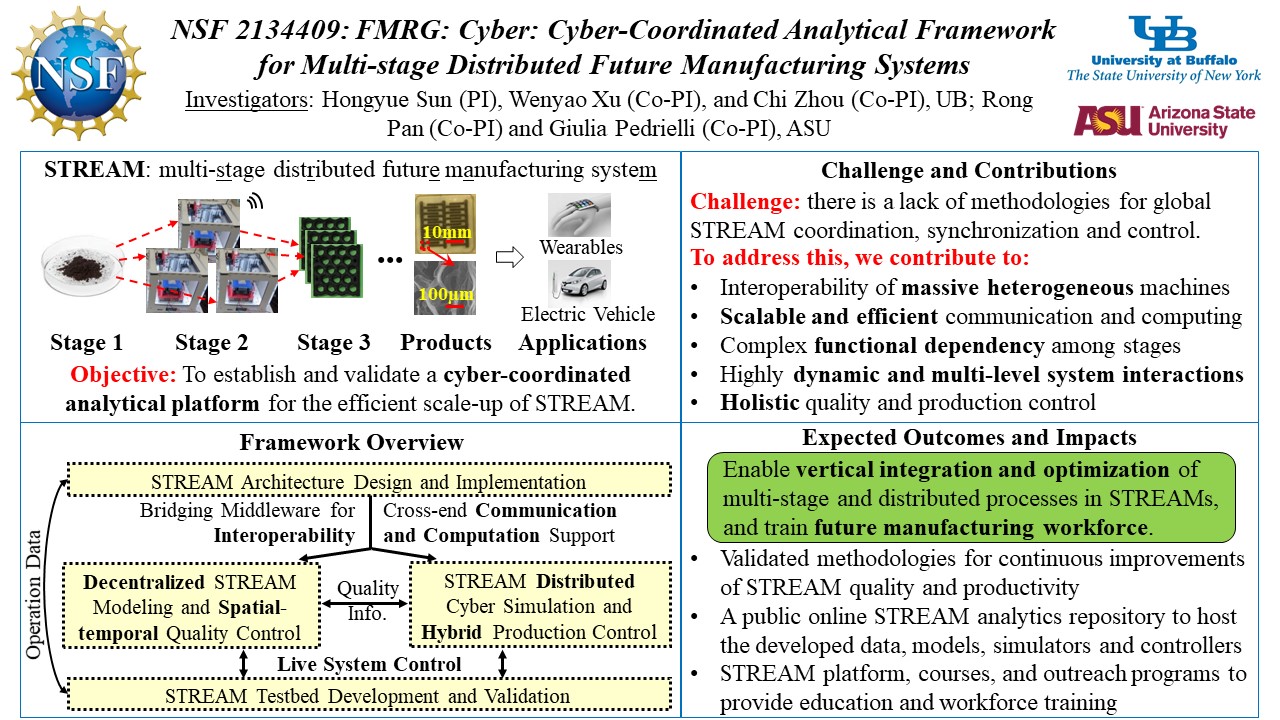 NSF
NSF 2134409: FMRG: Cyber: Cyber-Coordinated Analytical Framework
for Multi-stage Distributed Future Manufacturing Systems
Investigators: Hongyue Sun (PI), Wenyao Xu (Co-PI), and Chi Zhou (Co-PI), UB; Rong
Pan (Co-PI) and Giulia Pedrielli (Co-PI), ASU
UB
University at Buffalo
The State University of New York
ASU Arizona State
University
STREAM: multi-stage distributed future manufacturing system
10mm
100μm
...
Wearables
Electric Vehicle
Stage 1
Stage 2
Stage 3
Products
Applications
Objective: To establish and validate a cyber-coordinated
analytical platform for the efficient scale-up of STREAM.
Challenge and Contributions
Challenge: there is a lack of methodologies for global
STREAM coordination, synchronization and control.
To address this, we contribute to:
• Interoperability of massive heterogeneous machines
• Scalable and efficient communication and computing
• Complex functional dependency among stages
• Highly dynamic and multi-level system interactions
• Holistic quality and production control
Framework Overview
STREAM Architecture Design and Implementation
Bridging Middleware for
Interoperability
Cross-end Communication
and Computation Support
Operation Data
Decentralized STREAM
Modeling and Spatial-
temporal Quality Control
Quality
Info.
STREAM Distributed
Cyber Simulation and
Hybrid Production Control
Live System Control
STREAM Testbed Development and Validation
Expected Outcomes and Impacts
Enable vertical integration and optimization of
multi-stage and distributed processes in STREAMs,
and train future manufacturing workforce.
• Validated methodologies for continuous improvements
of STREAM quality and productivity
• A public online STREAM analytics repository to host
the developed data, models, simulators and controllers
• STREAM platform, courses, and outreach programs to
provide education and workforce training